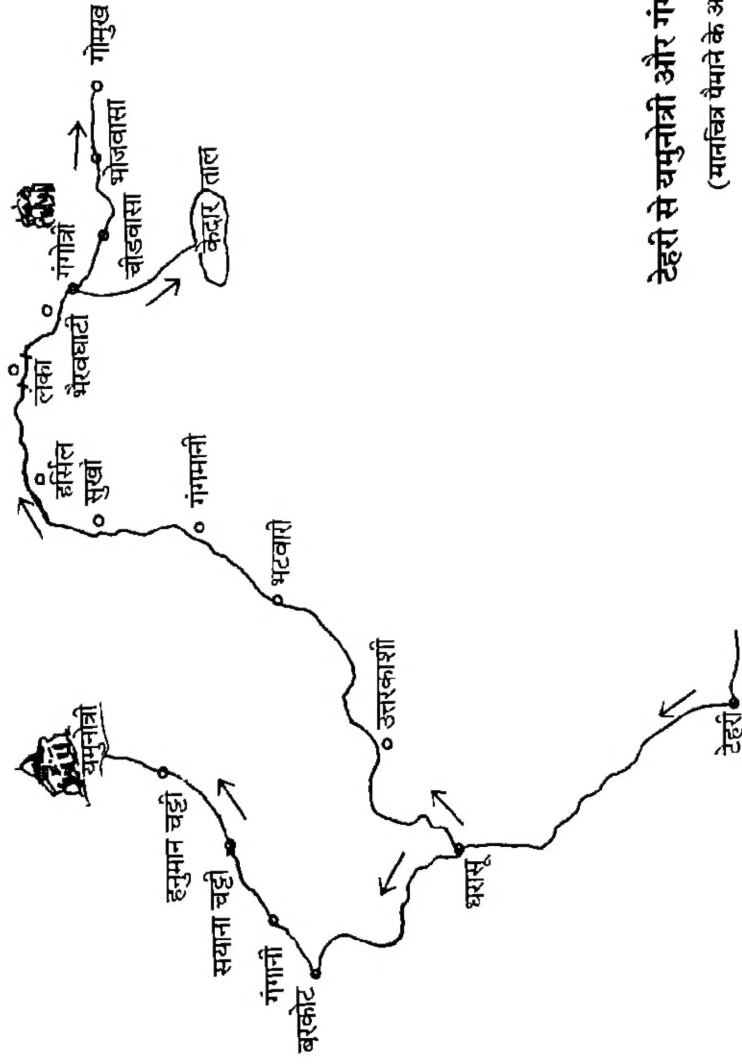 गोमुख
भोजवासा
चीडवासा
गंगोत्री
केदार ताल
भैरवघाटी
लंका
हर्सिल
सुखी
गंगमानी
भटवारी
उत्तरकाशी
यमुनोत्री
हनुमान चट्टी
सयाना चट्टी
गंगानी
बरकोट
धरासू
टेहरी
टेहरी से यमुनोत्री और गं
(मानचित्र पैमाने के अ